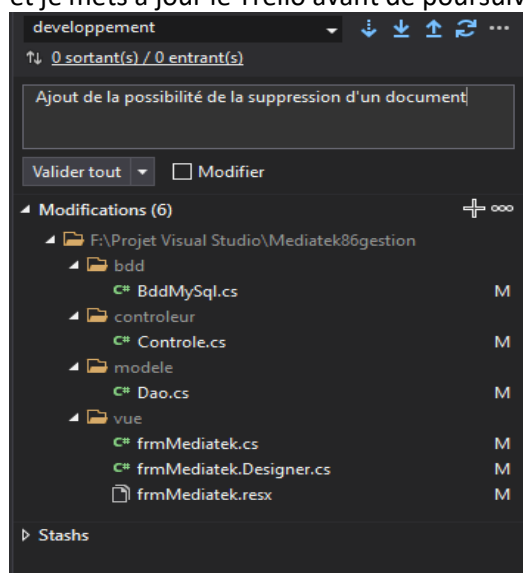 et je mets à jour le Trello avant de poursuiv
developpement
0 sortant(s) / 0 entrant(s)
Ajout de la possibilité de la suppression d'un document
Valider tout Modifier
Modifications (6)
F:\Projet Visual Studio\Mediatek86gestion
bdd
C# BddMySql.cs M
controleur
C# Controle.cs M
modele
C# Dao.cs M
vue
C# frmMediatek.cs M
C# frmMediatek.Designer.cs M
frmMediatek.resx M
Stashs